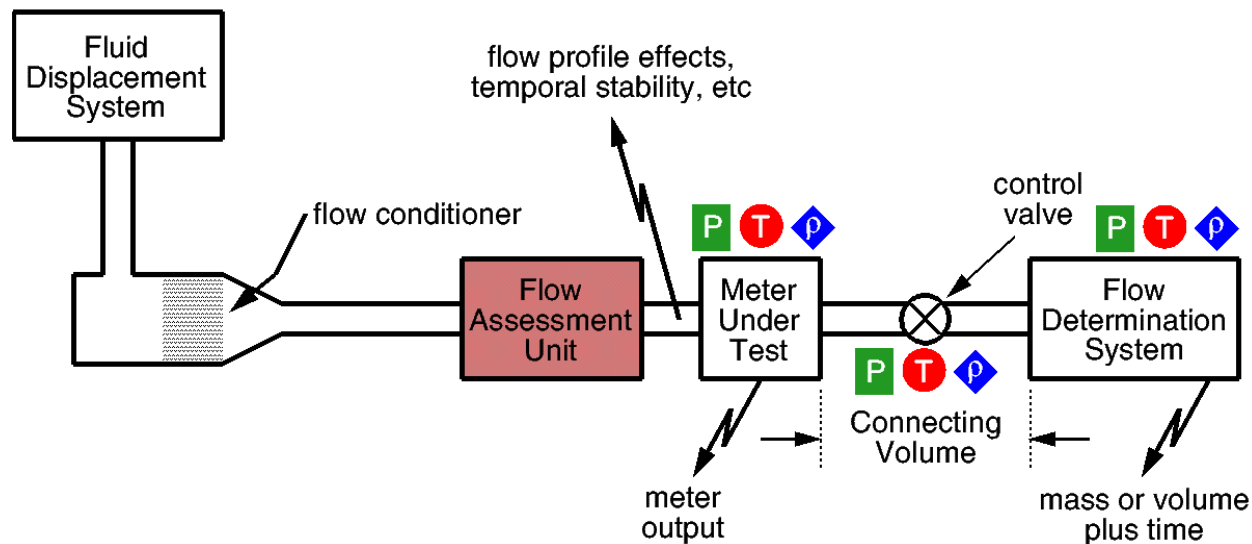 Fluid
Displacement
System
flow profile effects,
temporal stability, etc
flow conditioner
control
valve
P T ρ
P T ρ
Flow
Assessment
Unit
Meter
Under
Test
Flow
Determination
System
P T ρ
Connecting
Volume
meter
output
mass or volume
plus time